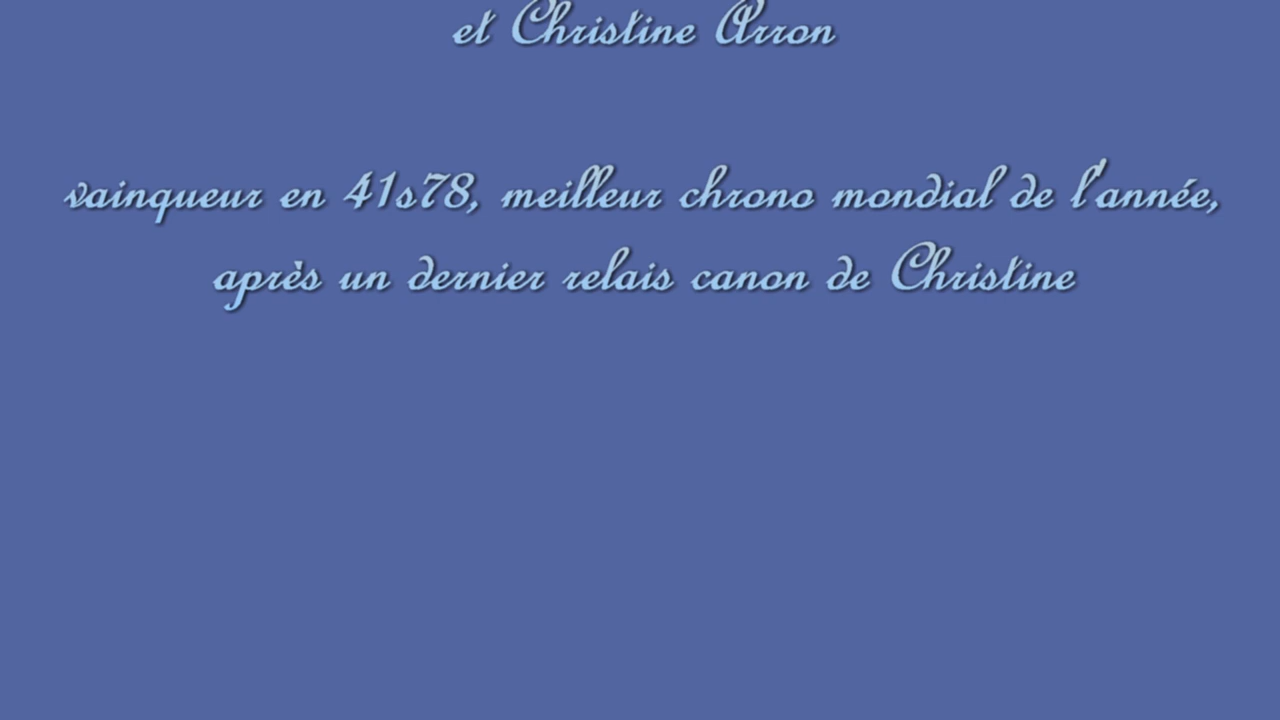 et Christine Arron
vainqueur en 41s78, meilleur chrono mondial de l'année,
après un dernier relais canon de Christine